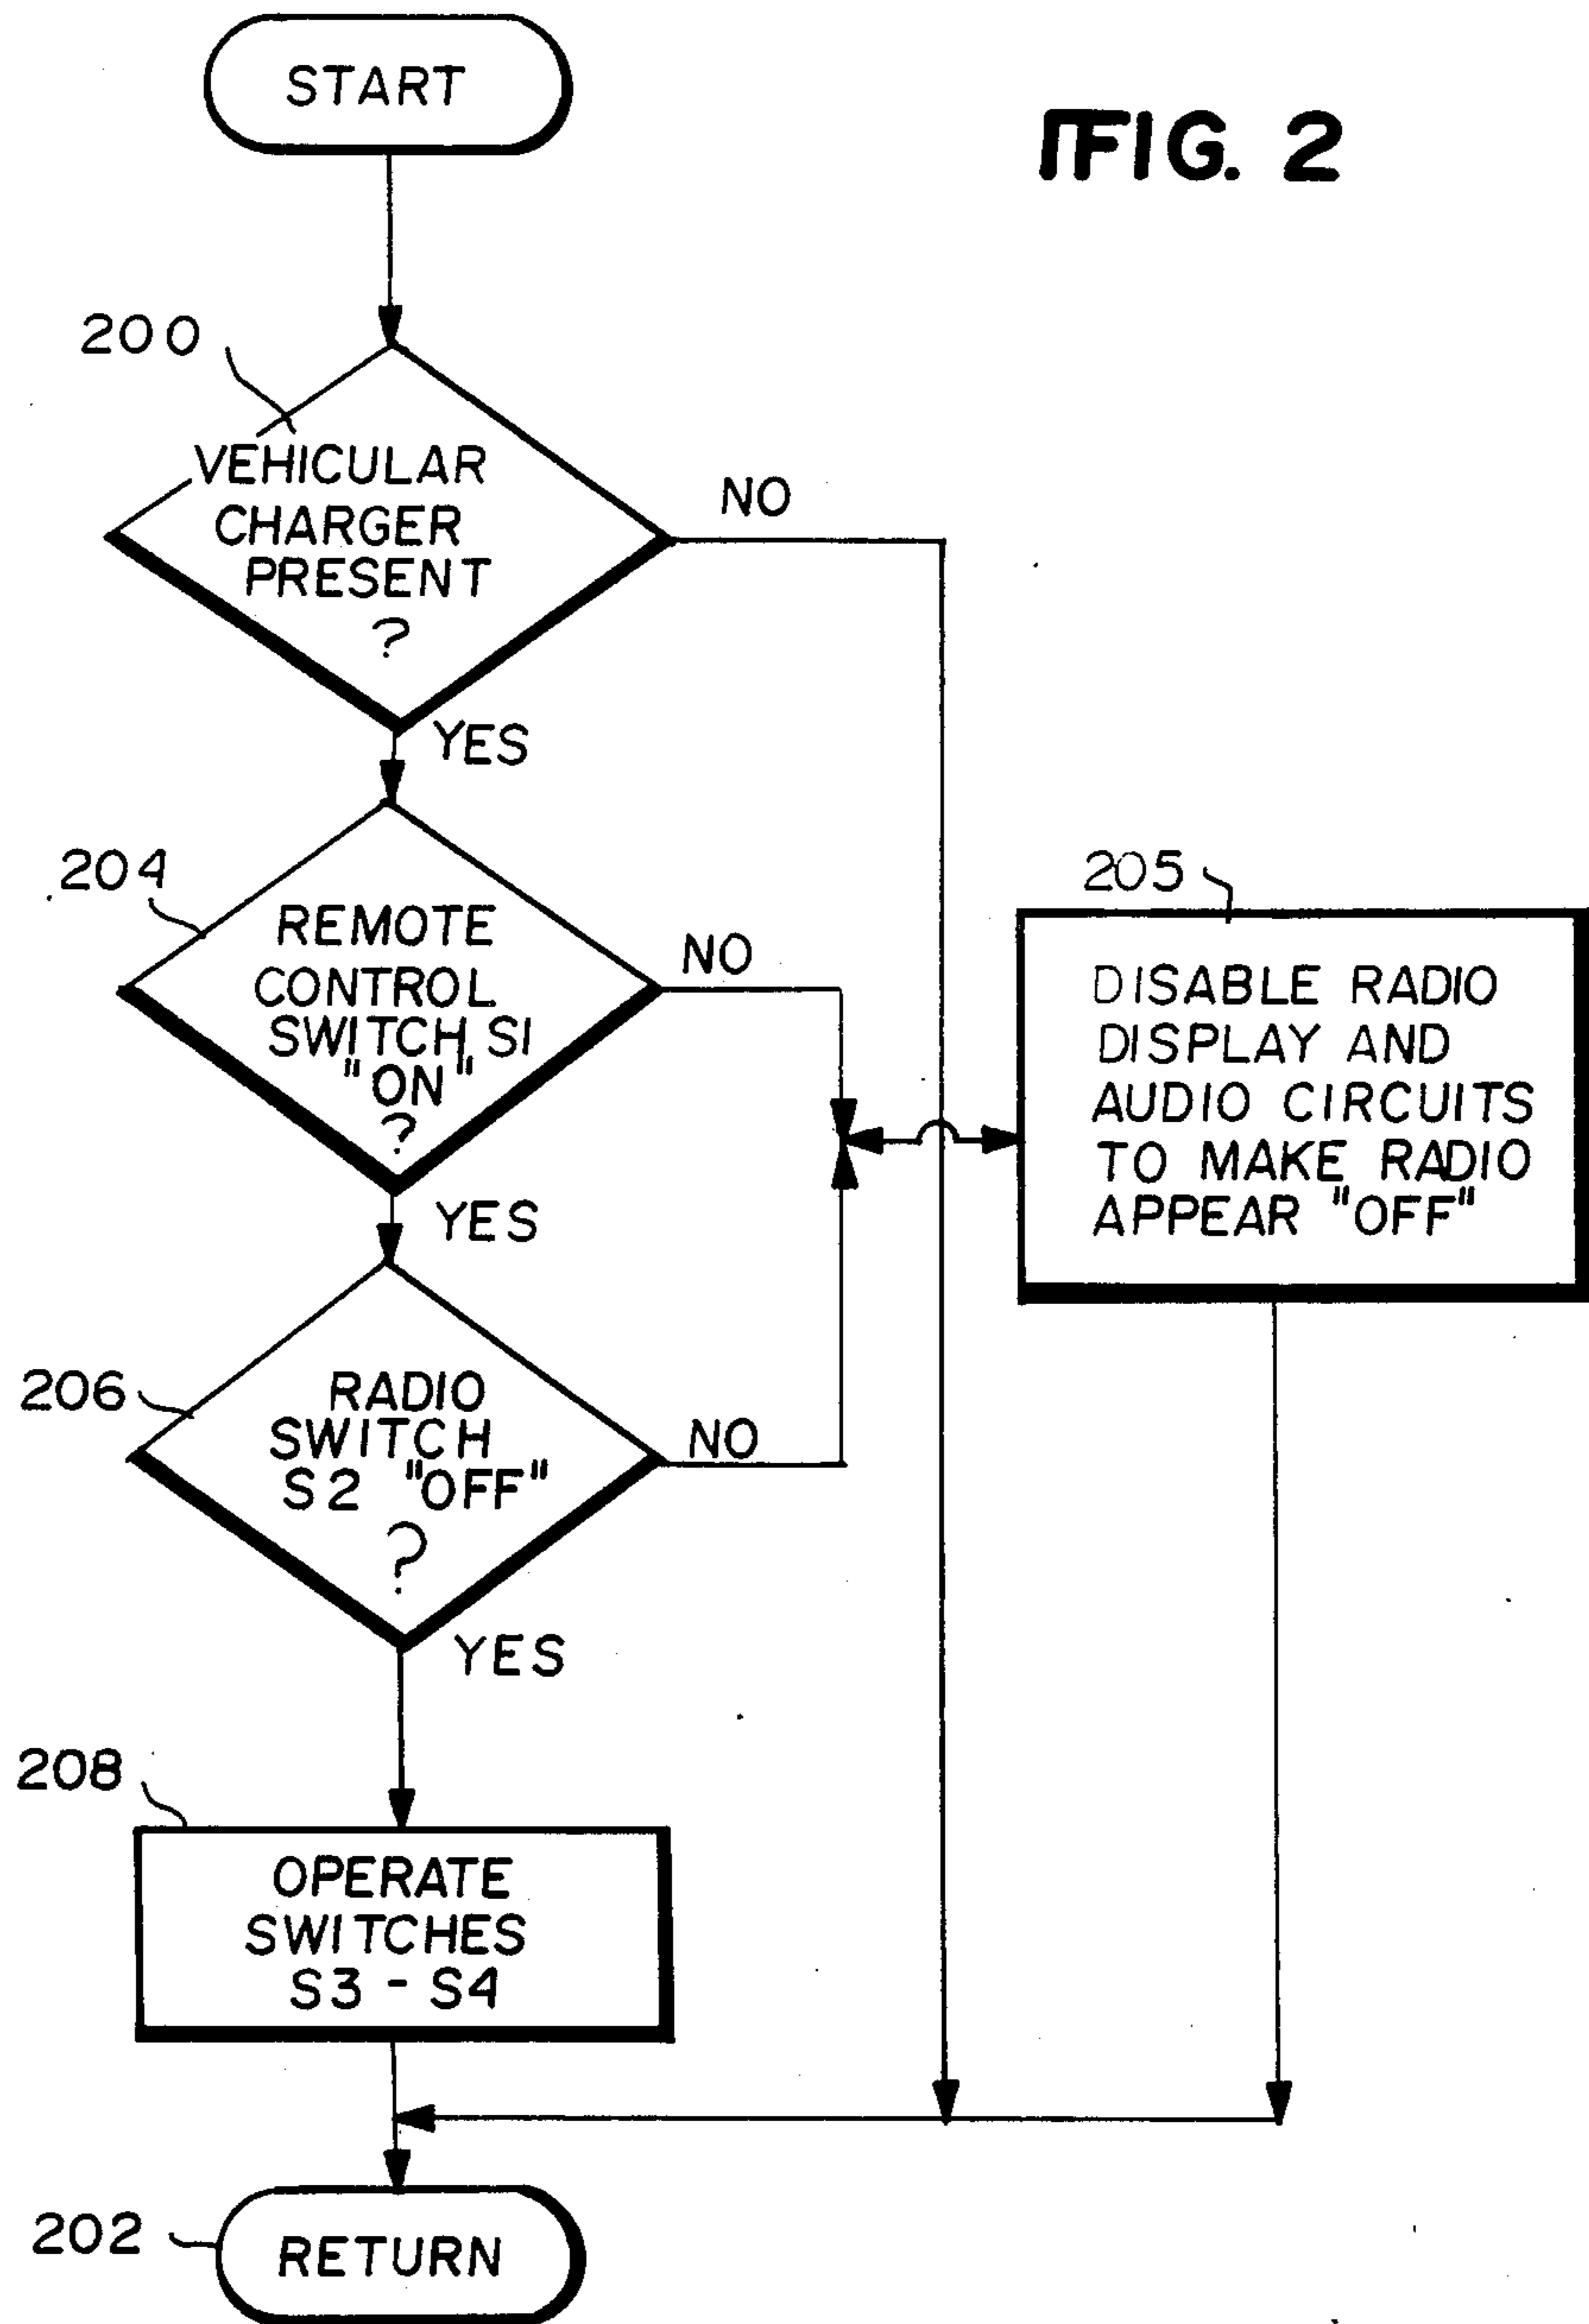 START
FIG. 2
200
VEHICULAR
CHARGER
PRESENT
?
NO
YES
204
REMOTE
CONTROL
SWITCH S1
"ON"
?
NO
YES
205
DISABLE RADIO
DISPLAY AND
AUDIO CIRCUITS
TO MAKE RADIO
APPEAR "OFF"
206
RADIO
SWITCH
S2 "OFF"
?
NO
YES
208
OPERATE
SWITCHES
S3 - S4
202
RETURN